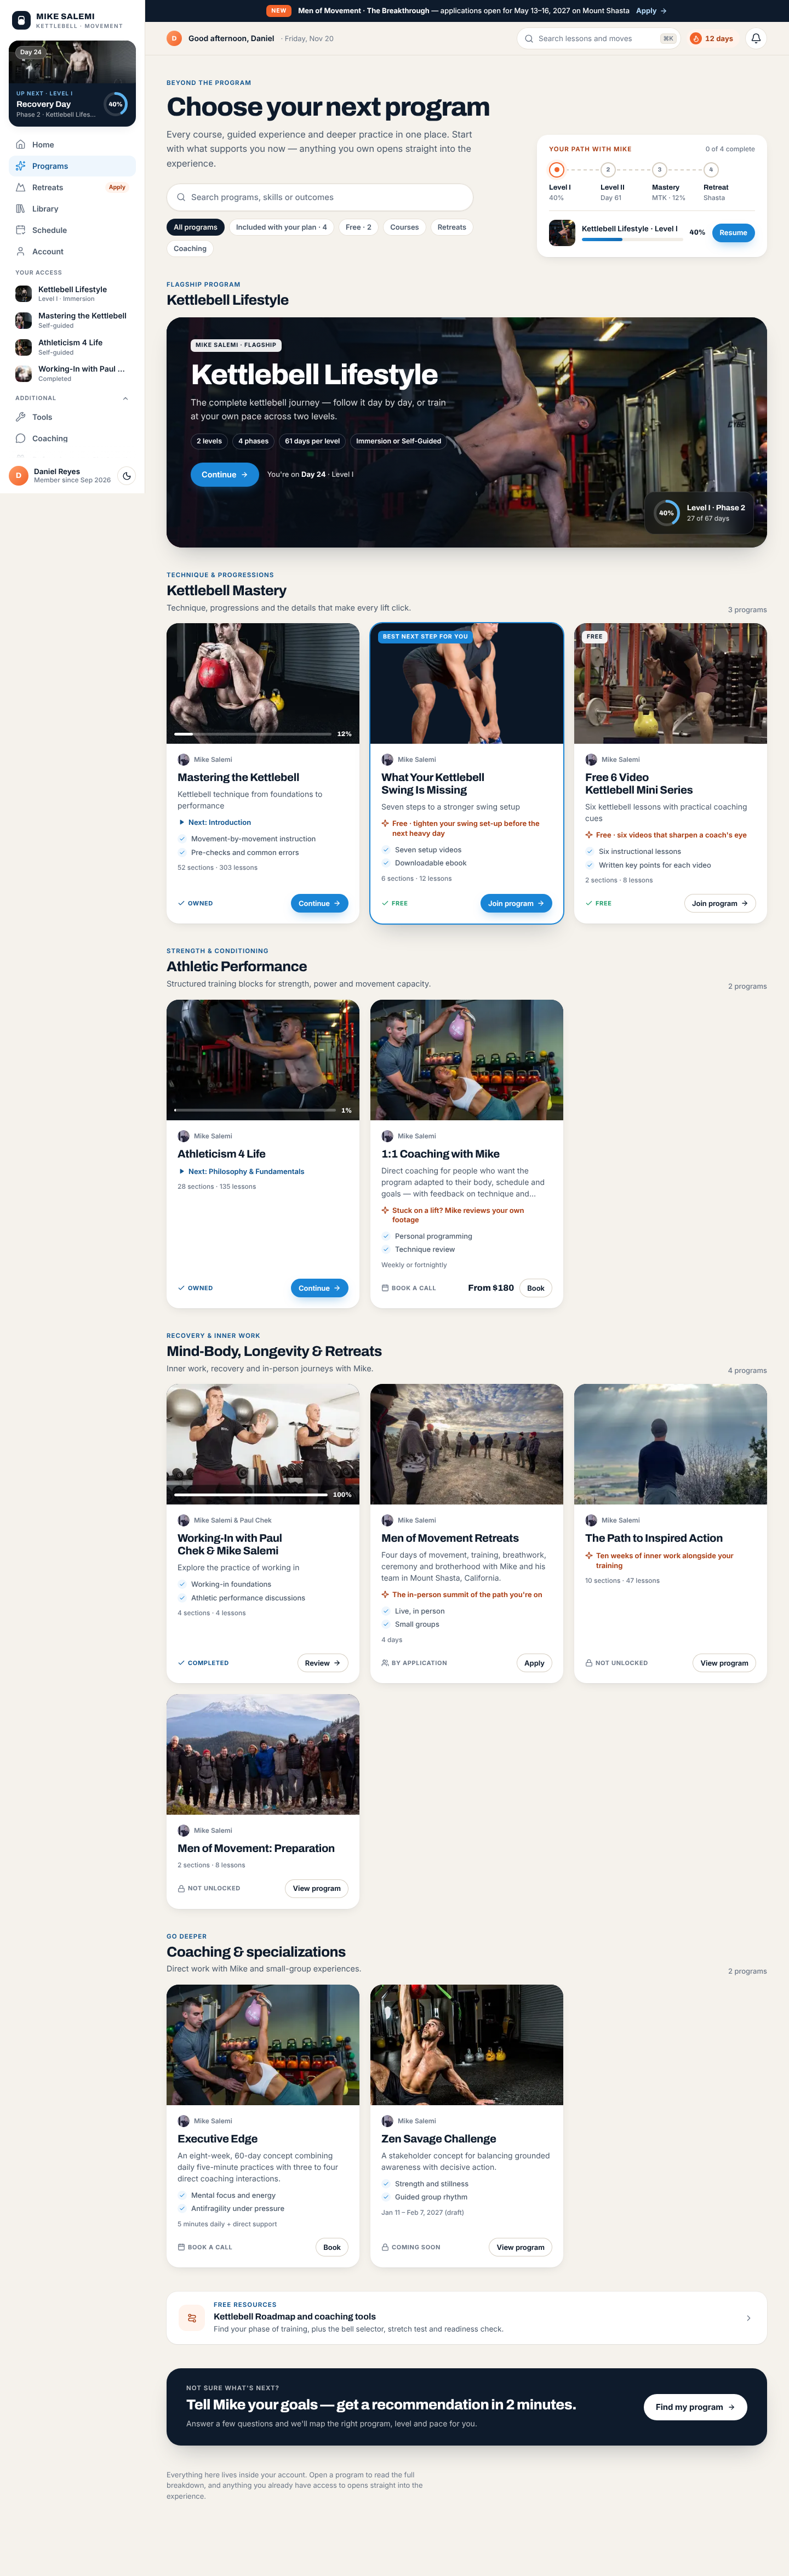 MIKE SALEMI
KETTLEBELL · MOVEMENT
Day 24
UP NEXT · LEVEL I
Recovery Day
Phase 2 · Kettlebell Lifes...
40%
Home
Programs
Retreats
Apply
Library
Schedule
Account
YOUR ACCESS
Kettlebell Lifestyle
Level I · Immersion
Mastering the Kettlebell
Self-guided
Athleticism 4 Life
Self-guided
Working-In with Paul ...
Completed
ADDITIONAL
Tools
Coaching
D
Daniel Reyes
Member since Sep 2026
NEW
Men of Movement · The Breakthrough — applications open for May 13–16, 2027 on Mount Shasta Apply →
D
Good afternoon, Daniel · Friday, Nov 20
Search lessons and moves
⌘K
12 days
BEYOND THE PROGRAM
Choose your next program
Every course, guided experience and deeper practice in one place. Start
with what supports you now — anything you own opens straight into the
experience.
Search programs, skills or outcomes
All programs
Included with your plan · 4
Free · 2
Courses
Retreats
Coaching
YOUR PATH WITH MIKE
0 of 4 complete
2
3
4
Level I
Level II
Mastery
Retreat
40%
Day 61
MTK · 12%
Shasta
Kettlebell Lifestyle · Level I
40%
Resume
FLAGSHIP PROGRAM
Kettlebell Lifestyle
MIKE SALEMI · FLAGSHIP
Kettlebell Lifestyle
The complete kettlebell journey — follow it day by day, or train
at your own pace across two levels.
2 levels
4 phases
61 days per level
Immersion or Self-Guided
Continue →
You're on Day 24 · Level I
CYBEX
40%
Level I · Phase 2
27 of 67 days
TECHNIQUE & PROGRESSIONS
Kettlebell Mastery
Technique, progressions and the details that make every lift click.
3 programs
12%
Mike Salemi
Mastering the Kettlebell
Kettlebell technique from foundations to
performance
Next: Introduction
Movement-by-movement instruction
Pre-checks and common errors
52 sections · 303 lessons
OWNED
Continue →
BEST NEXT STEP FOR YOU
Mike Salemi
What Your Kettlebell
Swing Is Missing
Seven steps to a stronger swing setup
Free · tighten your swing set-up before the
next heavy day
Seven setup videos
Downloadable ebook
6 sections · 12 lessons
FREE
Join program →
FREE
Mike Salemi
Free 6 Video
Kettlebell Mini Series
Six kettlebell lessons with practical coaching
cues
Free · six videos that sharpen a coach's eye
Six instructional lessons
Written key points for each video
2 sections · 8 lessons
FREE
Join program →
STRENGTH & CONDITIONING
Athletic Performance
Structured training blocks for strength, power and movement capacity.
2 programs
1%
Mike Salemi
Athleticism 4 Life
Next: Philosophy & Fundamentals
28 sections · 135 lessons
OWNED
Continue →
Mike Salemi
1:1 Coaching with Mike
Direct coaching for people who want the
program adapted to their body, schedule and
goals — with feedback on technique and...
Stuck on a lift? Mike reviews your own
footage
Personal programming
Technique review
Weekly or fortnightly
BOOK A CALL
From $180
Book
RECOVERY & INNER WORK
Mind-Body, Longevity & Retreats
Inner work, recovery and in-person journeys with Mike.
4 programs
100%
Mike Salemi & Paul Chek
Working-In with Paul
Chek & Mike Salemi
Explore the practice of working in
Working-in foundations
Athletic performance discussions
4 sections · 4 lessons
COMPLETED
Review →
Mike Salemi
Men of Movement Retreats
Four days of movement, training, breathwork,
ceremony and brotherhood with Mike and his
team in Mount Shasta, California.
The in-person summit of the path you're on
Live, in person
Small groups
4 days
BY APPLICATION
Apply
Mike Salemi
The Path to Inspired Action
Ten weeks of inner work alongside your
training
10 sections · 47 lessons
NOT UNLOCKED
View program
Mike Salemi
Men of Movement: Preparation
2 sections · 8 lessons
NOT UNLOCKED
View program
GO DEEPER
Coaching & specializations
Direct work with Mike and small-group experiences.
2 programs
Mike Salemi
Executive Edge
An eight-week, 60-day concept combining
daily five-minute practices with three to four
direct coaching interactions.
Mental focus and energy
Antifragility under pressure
5 minutes daily + direct support
BOOK A CALL
Book
Mike Salemi
Zen Savage Challenge
A stakeholder concept for balancing grounded
awareness with decisive action.
Strength and stillness
Guided group rhythm
Jan 11 – Feb 7, 2027 (draft)
COMING SOON
View program
FREE RESOURCES
Kettlebell Roadmap and coaching tools
Find your phase of training, plus the bell selector, stretch test and readiness check.
NOT SURE WHAT'S NEXT?
Tell Mike your goals — get a recommendation in 2 minutes.
Answer a few questions and we'll map the right program, level and pace for you.
Find my program →
Everything here lives inside your account. Open a program to read the full
breakdown, and anything you already have access to opens straight into the
experience.